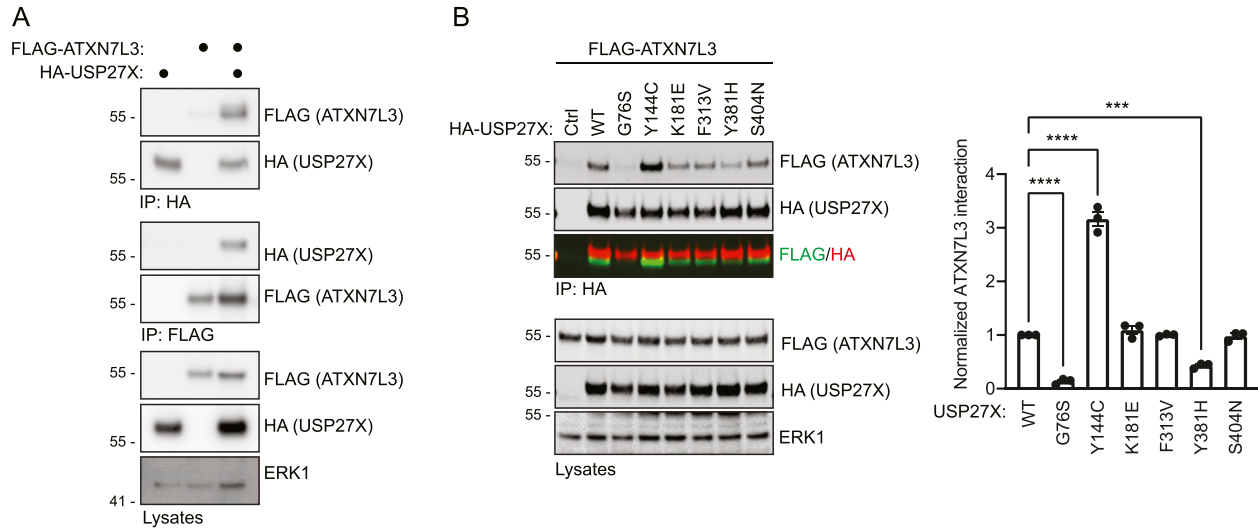 A
FLAG-ATXN7L3:
HA-USP27X:
55 - FLAG (ATXN7L3)
55 - HA (USP27X)
IP: HA
55 - HA (USP27X)
55 - FLAG (ATXN7L3)
IP: FLAG
55 - FLAG (ATXN7L3)
55 - HA (USP27X)
41 - ERK1
Lysates
B
FLAG-ATXN7L3
HA-USP27X: Ctrl WT G76S Y144C K181E F313V Y381H S404N
55 - FLAG (ATXN7L3)
55 - HA (USP27X)
55 - FLAG/HA
IP: HA
55 - FLAG (ATXN7L3)
55 - HA (USP27X)
55 - ERK1
Lysates
Normalized ATXN7L3 interaction
***
****
****
4
3
2
1
0
USP27X: WT G76S Y144C K181E F313V Y381H S404N